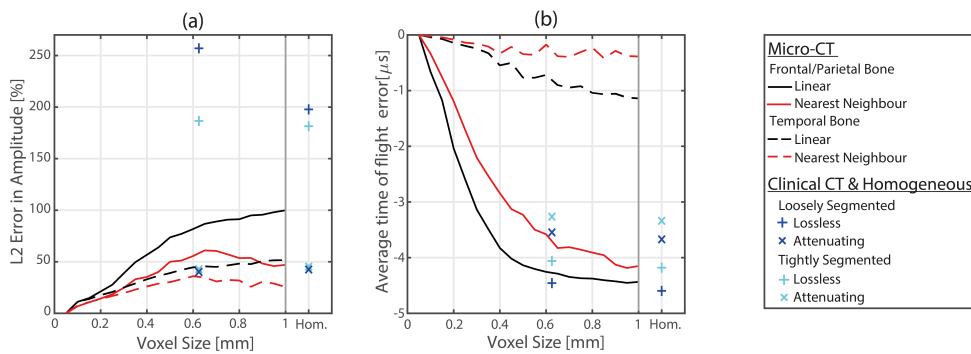 (a)
L2 Error in Amplitude [%]
250
200
150
100
50
0
0 0.2 0.4 0.6 0.8 1 Hom.
Voxel Size [mm]
(b)
Average time of flight error[μs]
0
-1
-2
-3
-4
-5
0 0.2 0.4 0.6 0.8 1 Hom.
Voxel Size [mm]
Micro-CT
Frontal/Parietal Bone
Linear
Nearest Neighbour
Temporal Bone
Linear
Nearest Neighbour
Clinical CT & Homogeneous
Loosely Segmented
Lossless
Attenuating
Tightly Segmented
Lossless
Attenuating